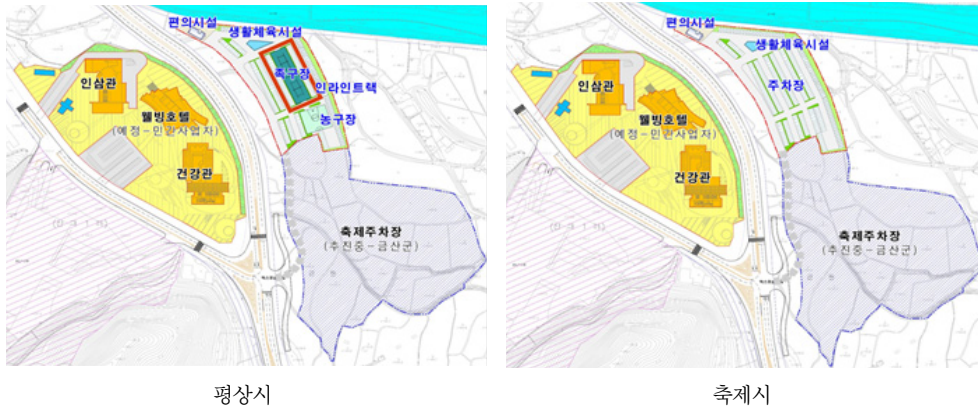 편의시설
생활체육시설
족구장
인라인트랙
농구장
인삼관
웰빙호텔
(예정-민간사업자)
건강관
축제주차장
(추진중-금산군)
평상시
편의시설
생활체육시설
주차장
인삼관
웰빙호텔
(예정-민간사업자)
건강관
축제주차장
(추진중-금산군)
축제시